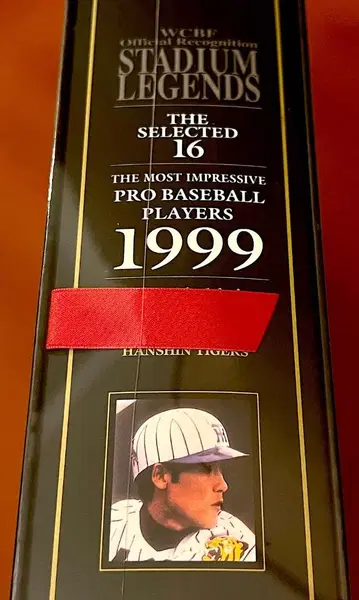 WCBF
Official Recognition
STADIUM
LEGENDS
THE
SELECTED
16
THE MOST IMPRESSIVE
PRO BASEBALL
PLAYERS
1999
HANSHIN TIGERS